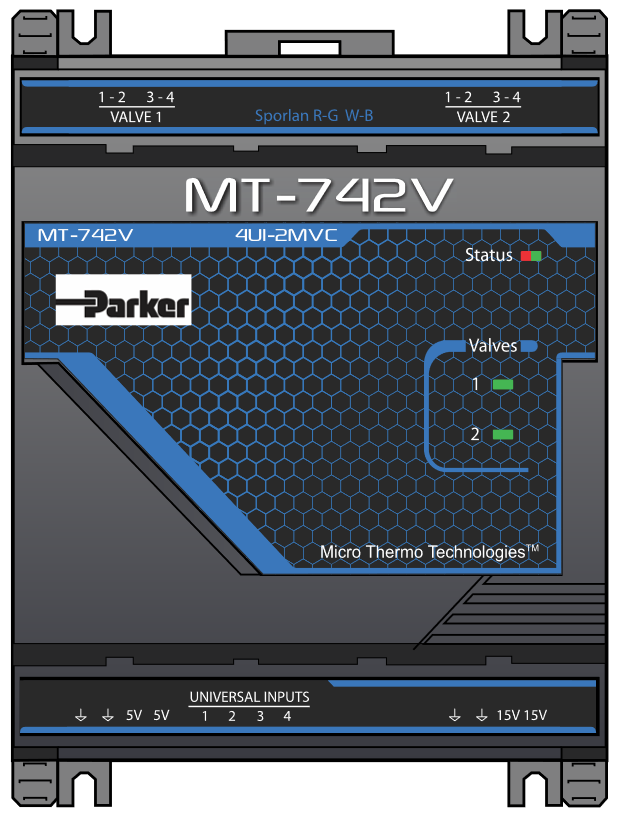 1 - 2 3 - 4 1 - 2 3 - 4
VALVE 1 Sporlan R-G W-B VALVE 2
MT-742V
MT-742V 4UI-2MVC
Status
Parker
Valves
1
2
Micro Thermo Technologies™
UNIVERSAL INPUTS
5V 5V 1 2 3 4 15V 15V